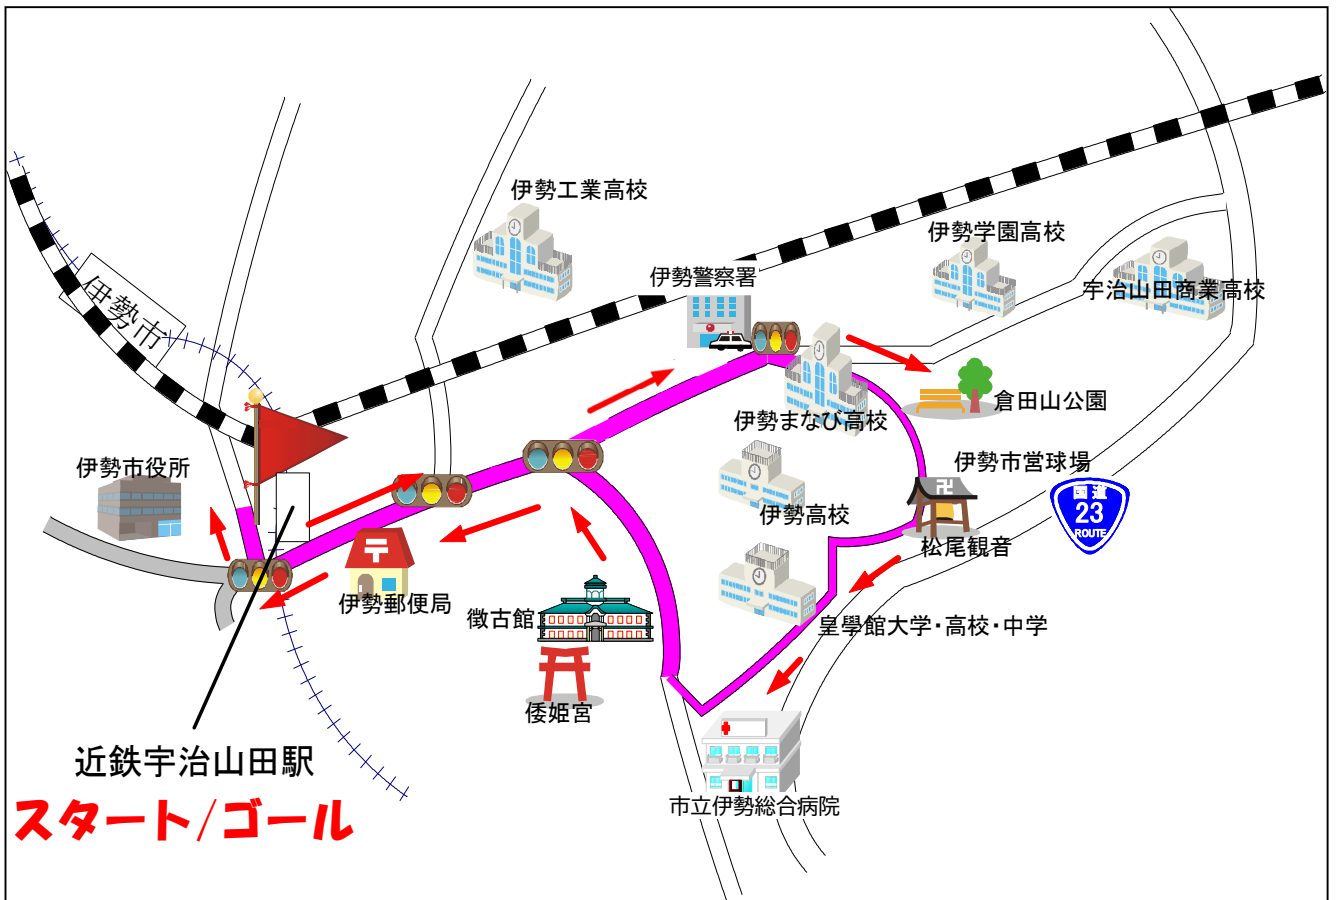 伊勢工業高校
伊勢学園高校
伊勢警察署
宇治山田商業高校
伊勢市
倉田山公園
伊勢まなび高校
伊勢市役所
伊勢市営球場
卍
国道
23
ROUTE
伊勢高校
松尾観音
〒
伊勢郵便局
徴古館
皇學館大学・高校・中学
倭姫宮
近鉄宇治山田駅
市立伊勢総合病院
スタート/ゴール